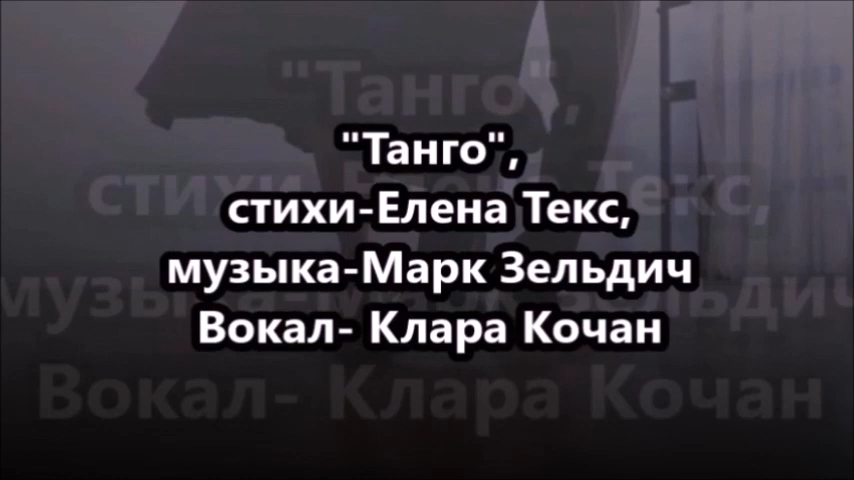 "Танго",
стихи-Елена Текс,
музыка-Марк Зельдич
Вокал- Клара Кочан